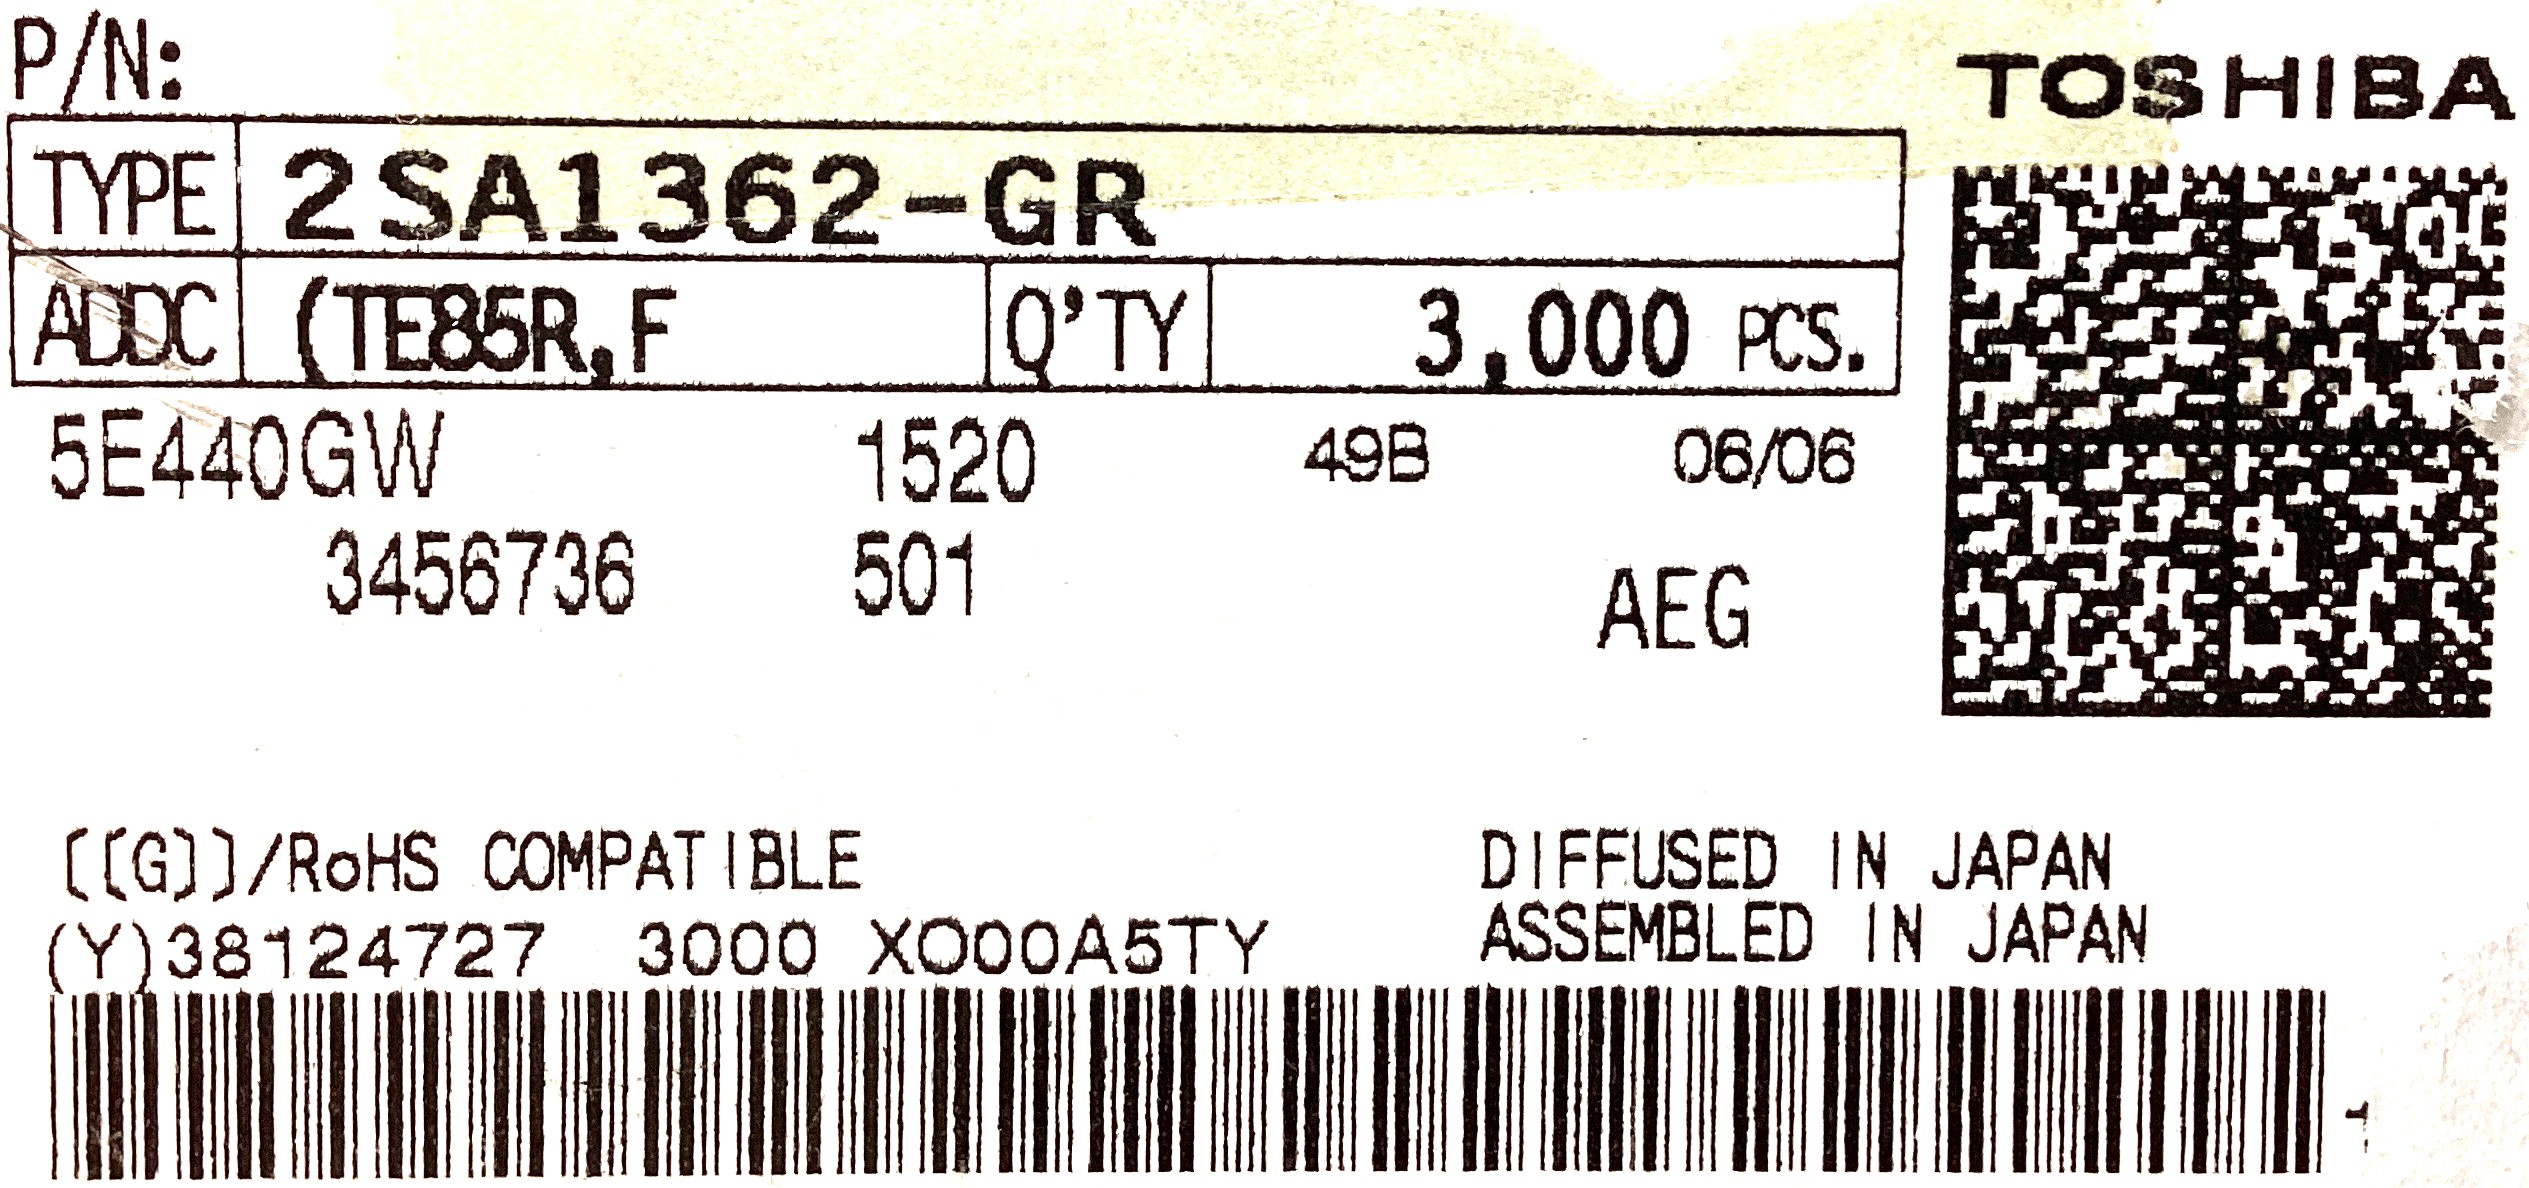 P/N:
TOSHIBA
TYPE 2SA1362-GR
ADDC (TE85R,F Q'TY 3,000 PCS.
5E440GW 1520 49B 06/06
3456736 501
AEG
[[G]]/RoHS COMPATIBLE
DIFFUSED IN JAPAN
ASSEMBLED IN JAPAN
(Y)38124727 3000 XO00A5TY